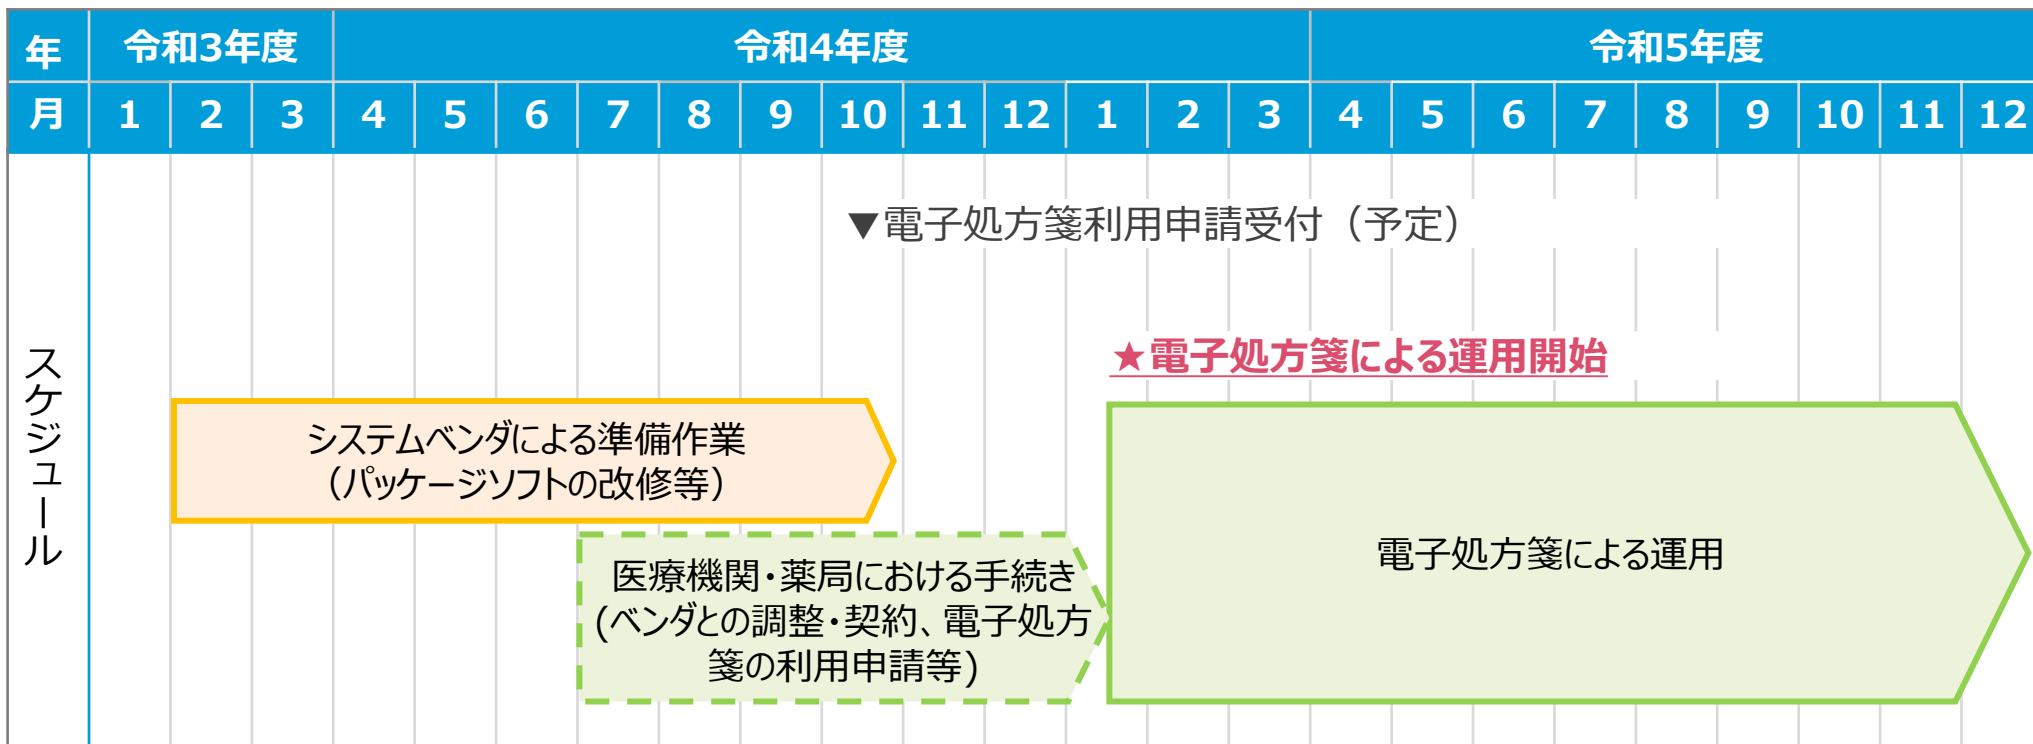 年 令和3年度 令和4年度 令和5年度
月 1 2 3 4 5 6 7 8 9 10 11 12 1 2 3 4 5 6 7 8 9 10 11 12
スケジュール
▼電子処方箋利用申請受付（予定）
★電子処方箋による運用開始
システムベンダによる準備作業
（パッケージソフトの改修等）
医療機関・薬局における手続き
(ベンダとの調整・契約、電子処方
箋の利用申請等)
電子処方箋による運用